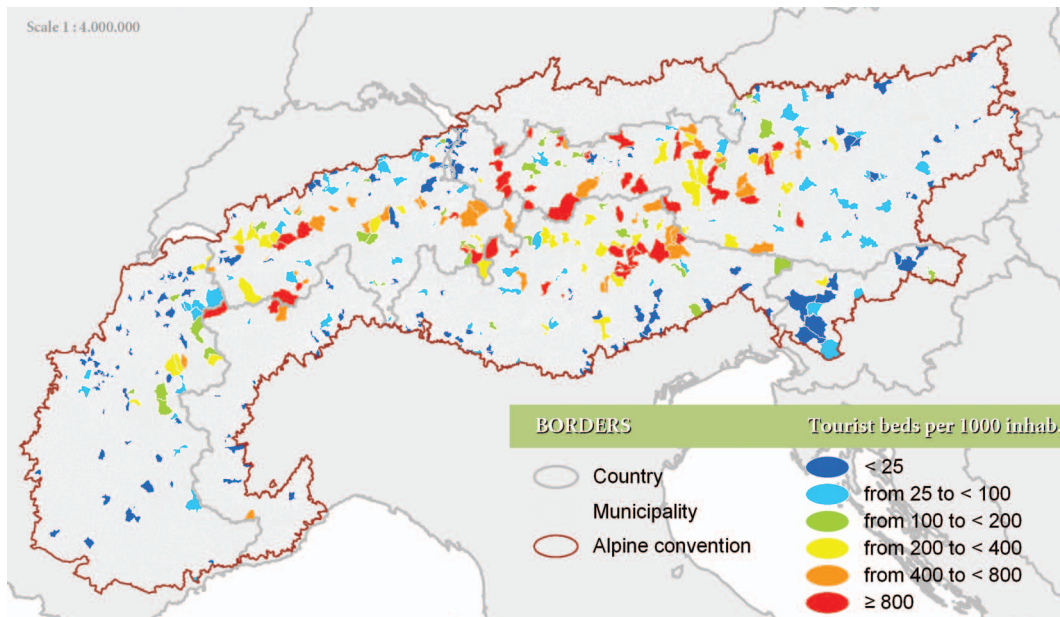 Scale 1 : 4.000.000
BORDERS
Country
Municipality
Alpine convention
Tourist beds per 1000 inhab.
< 25
from 25 to < 100
from 100 to < 200
from 200 to < 400
from 400 to < 800
≥ 800